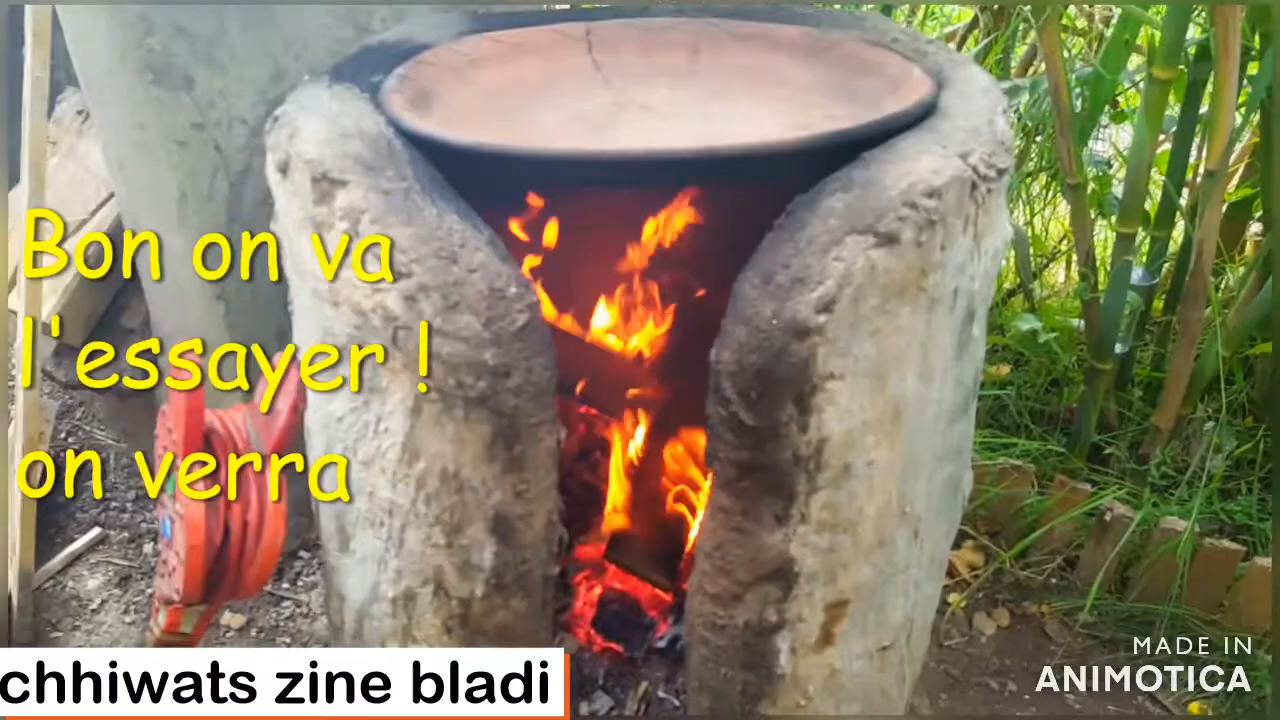 Bon on va
l'essayer !
on verra
chhiwats zine bladi
MADE IN
ANIMOTICA